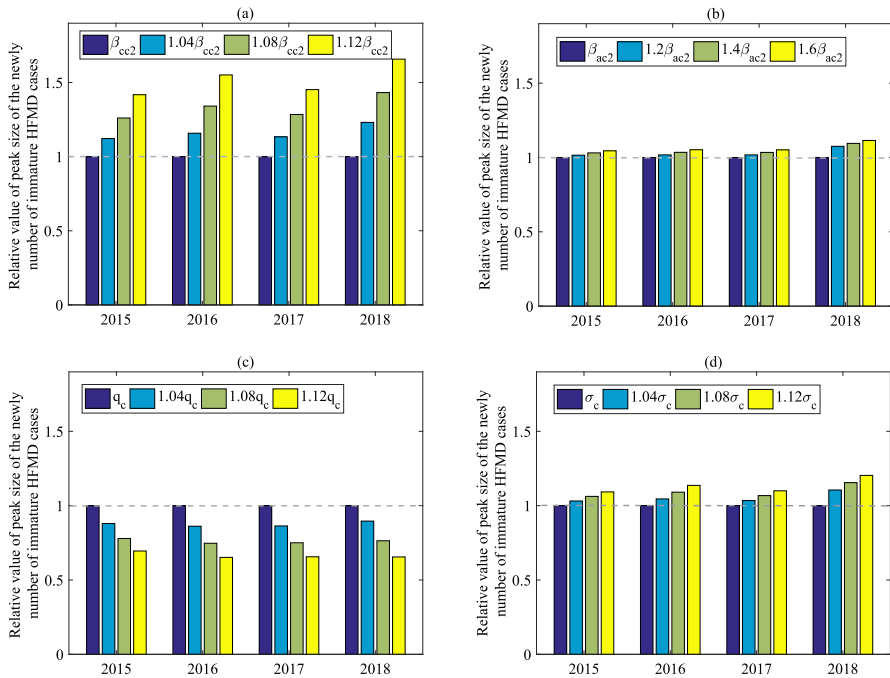 (a)
β_cc2 1.04β_cc2 1.08β_cc2 1.12β_cc2
Relative value of peak size of the newly
number of immature HFMD cases
1.5
1
0.5
0
2015 2016 2017 2018
(b)
β_ac2 1.2β_ac2 1.4β_ac2 1.6β_ac2
Relative value of peak size of the newly
number of immature HFMD cases
1.5
1
0.5
0
2015 2016 2017 2018
(c)
q_c 1.04q_c 1.08q_c 1.12q_c
Relative value of peak size of the newly
number of immature HFMD cases
1.5
1
0.5
0
2015 2016 2017 2018
(d)
σ_c 1.04σ_c 1.08σ_c 1.12σ_c
Relative value of peak size of the newly
number of immature HFMD cases
1.5
1
0.5
0
2015 2016 2017 2018